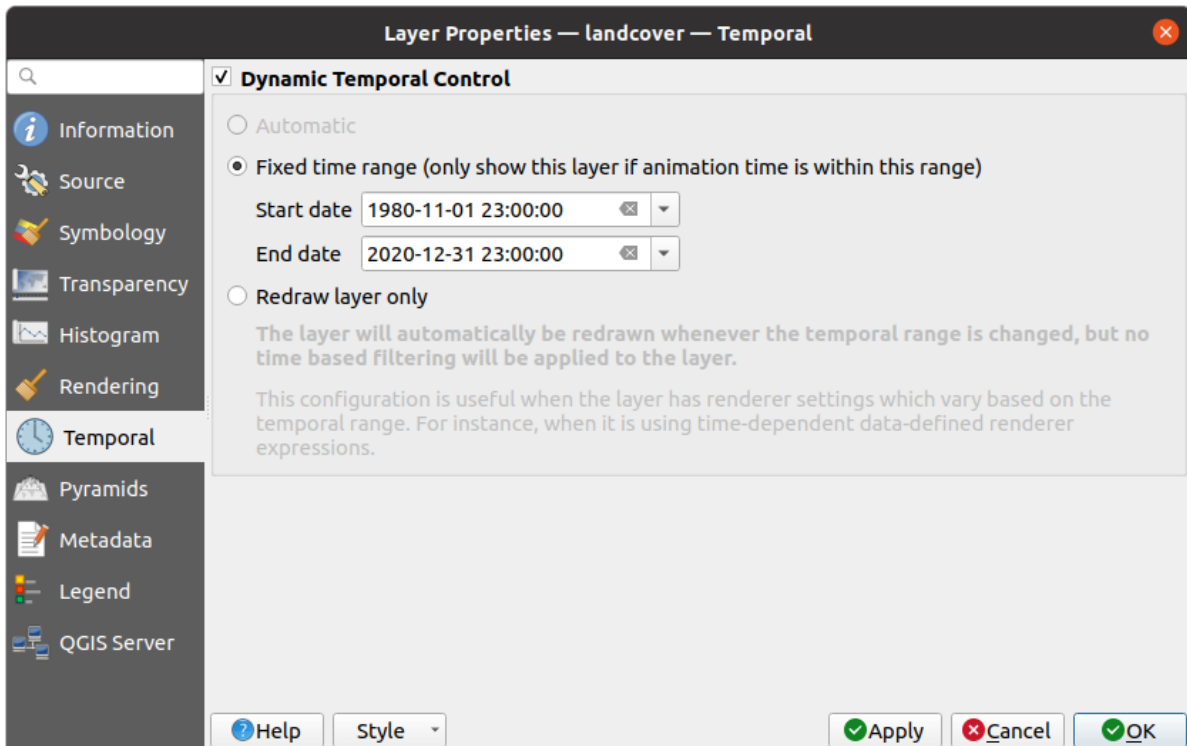 Layer Properties — landcover — Temporal
Information
Source
Symbology
Transparency
Histogram
Rendering
Temporal
Pyramids
Metadata
Legend
QGIS Server
Dynamic Temporal Control
Automatic
Fixed time range (only show this layer if animation time is within this range)
Start date 1980-11-01 23:00:00
End date 2020-12-31 23:00:00
Redraw layer only
The layer will automatically be redrawn whenever the temporal range is changed, but no
time based filtering will be applied to the layer.
This configuration is useful when the layer has renderer settings which vary based on the
temporal range. For instance, when it is using time-dependent data-defined renderer
expressions.
Help Style Apply Cancel OK